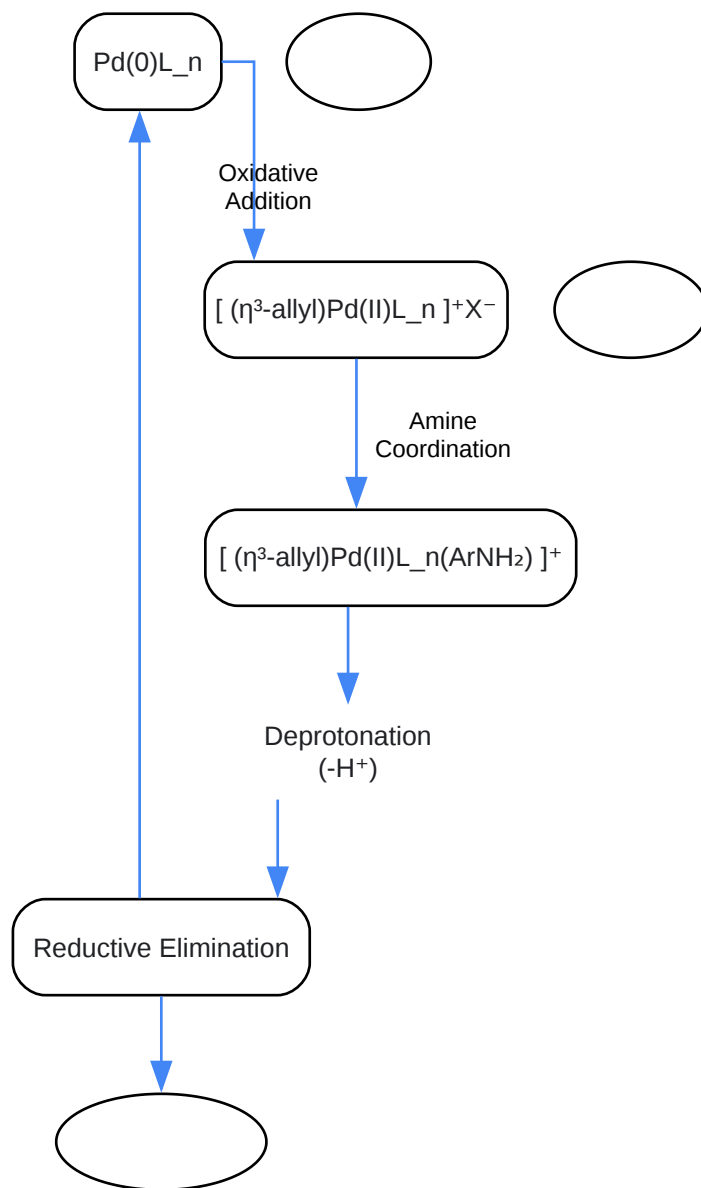 Pd(0)L_n
Oxidative
Addition
[ (η³-allyl)Pd(II)L_n ]⁺X⁻
Amine
Coordination
[ (η³-allyl)Pd(II)L_n(ArNH₂) ]⁺
Deprotonation
(-H⁺)
Reductive Elimination